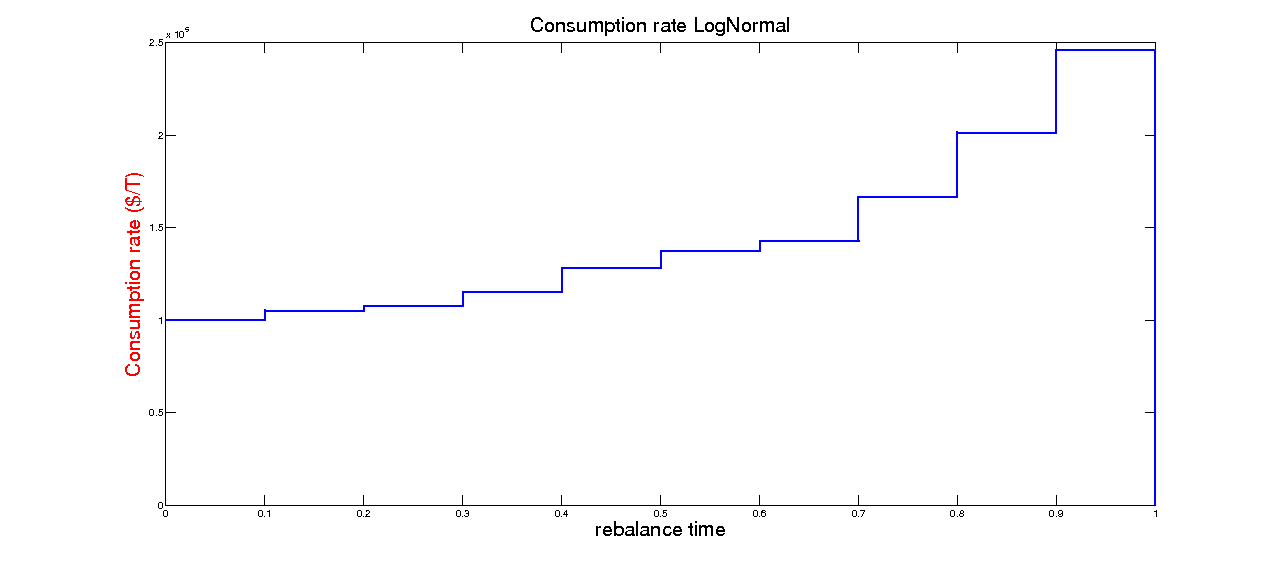 Consumption rate LogNormal
x 10^5
2.5
2
1.5
1
0.5
0
Consumption rate ($/T)
0 0.1 0.2 0.3 0.4 0.5 0.6 0.7 0.8 0.9 1
rebalance time